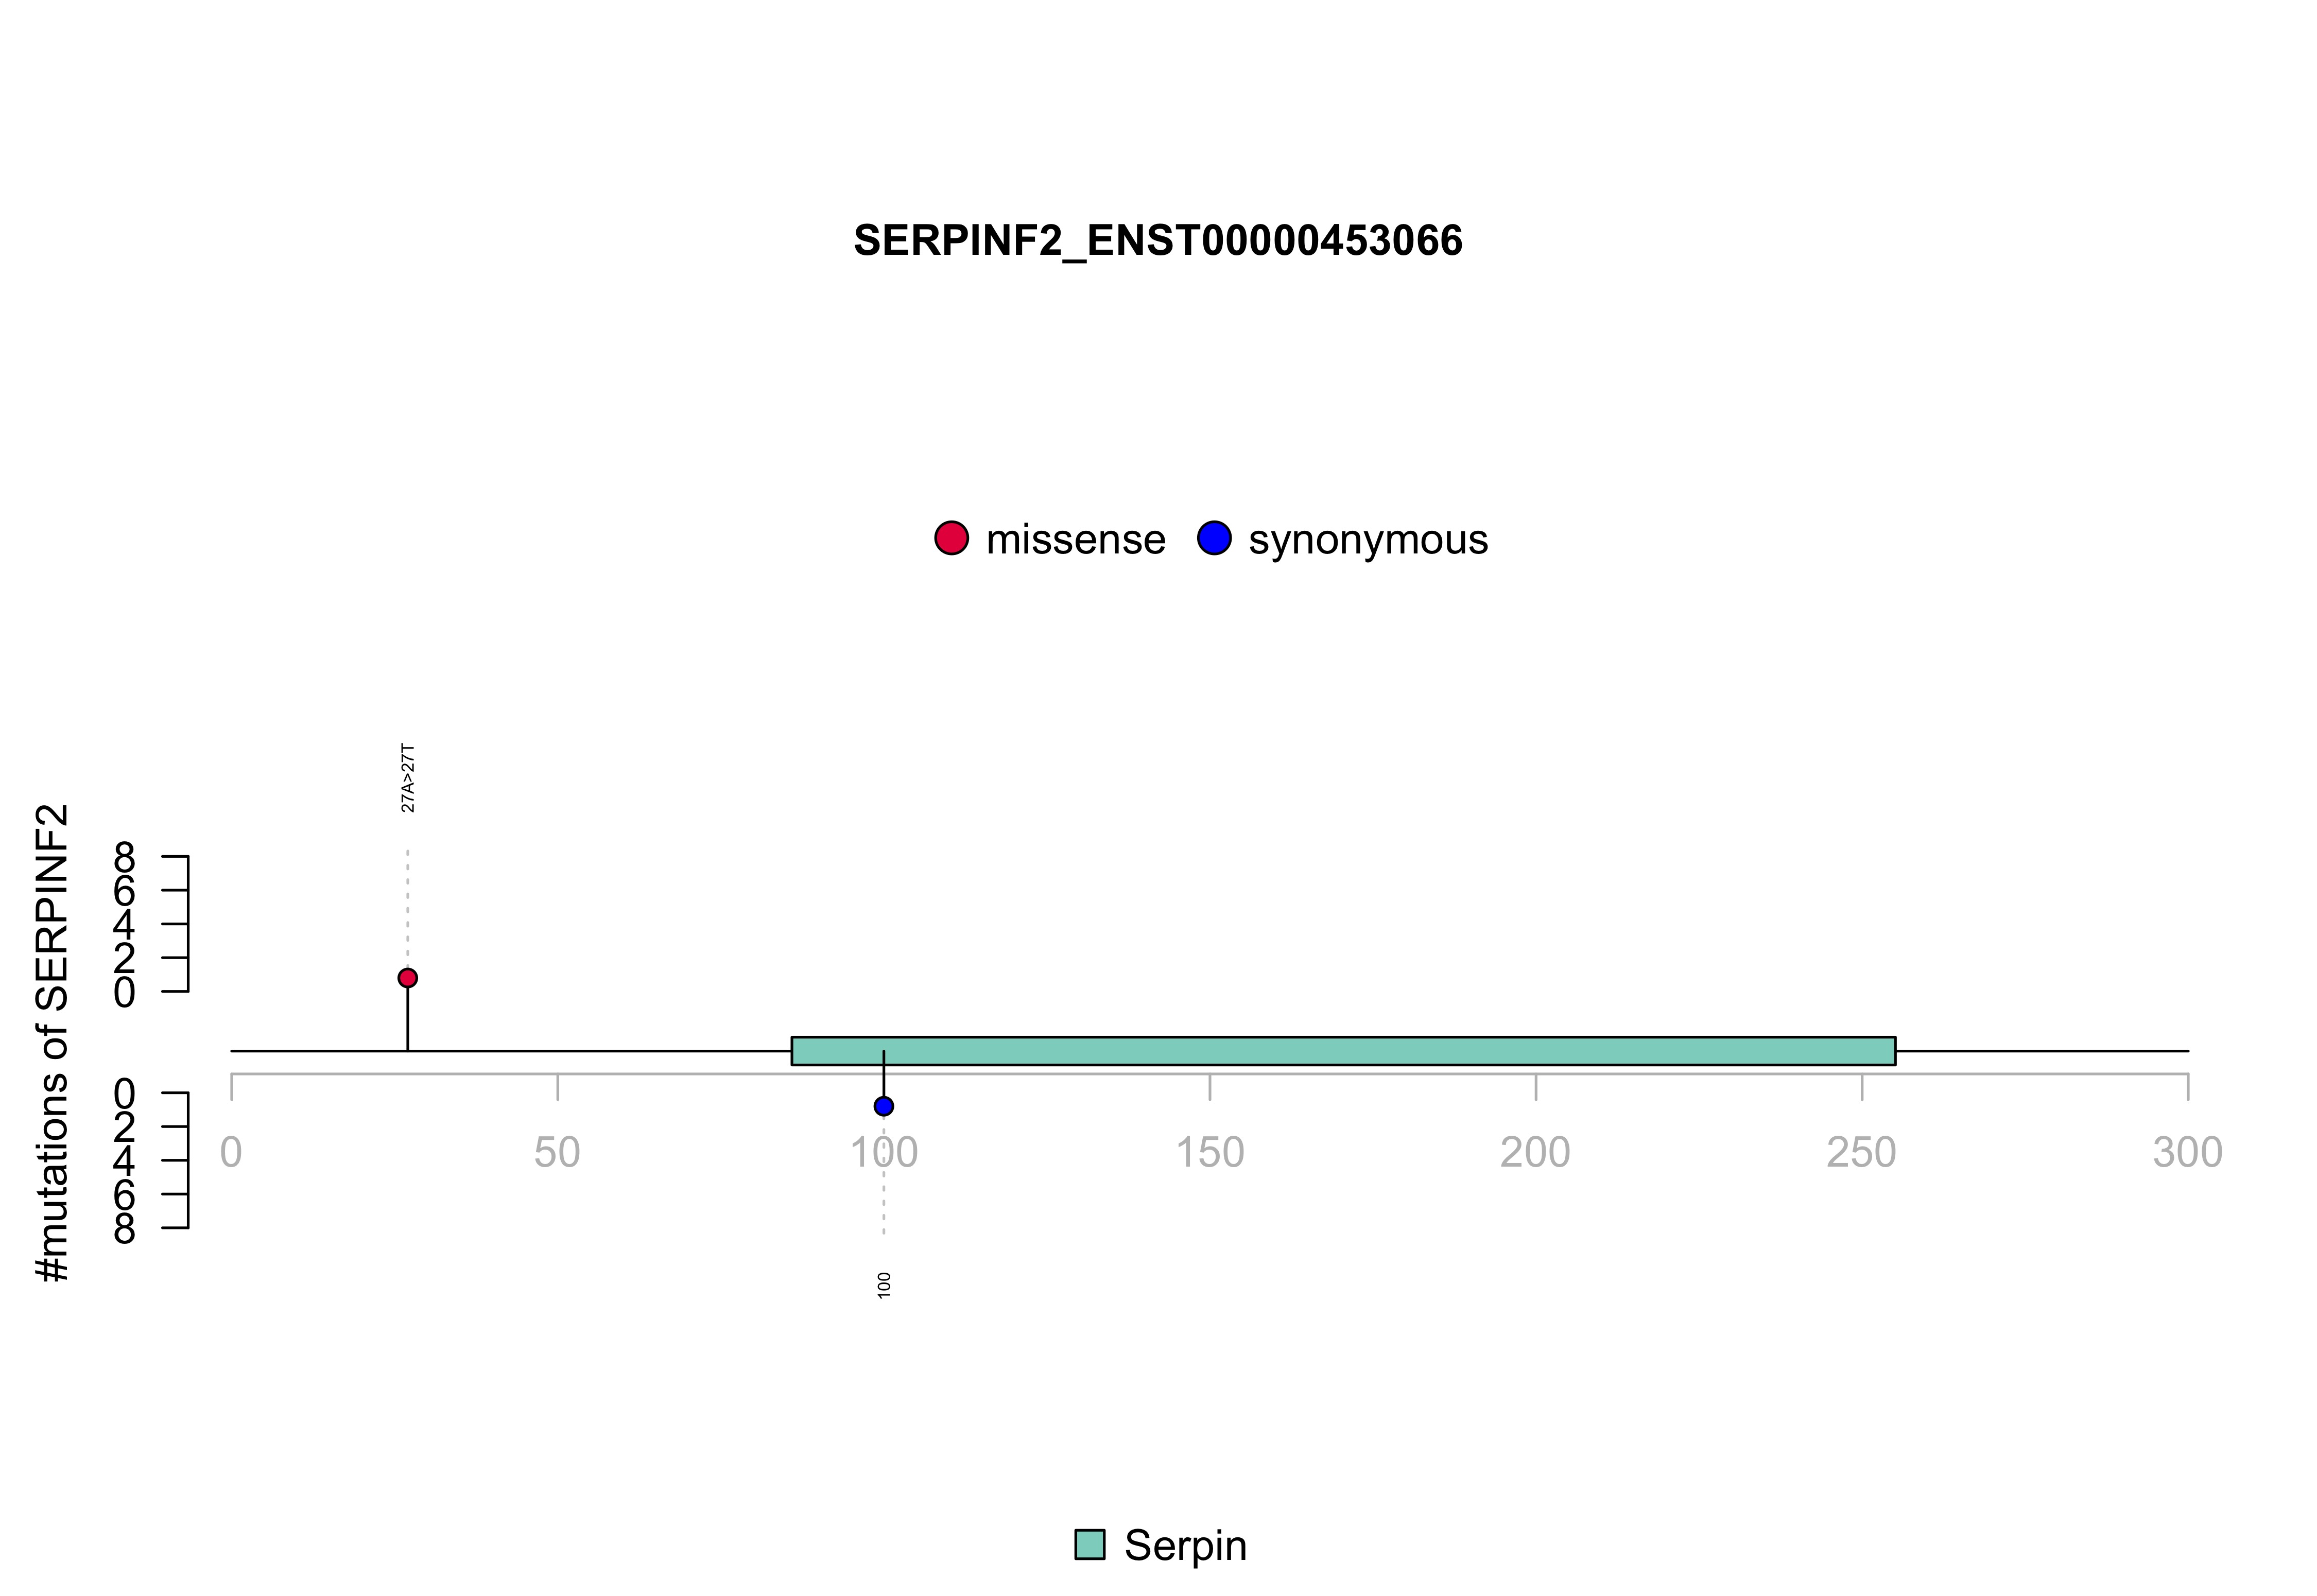 SERPINF2_ENST00000453066
missense synonymous
27A>27T
#mutations of SERPINF2
8
6
4
2
0
0
2
4
6
8
0 50 100 150 200 250 300
100
Serpin